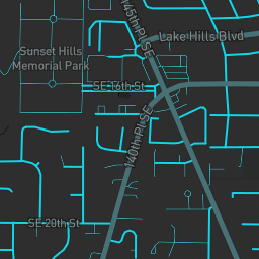 145th Pl SE
Lake Hills Blvd
Sunset Hills
Memorial Park
SE 16th St
140th Pl SE
SE 20th St